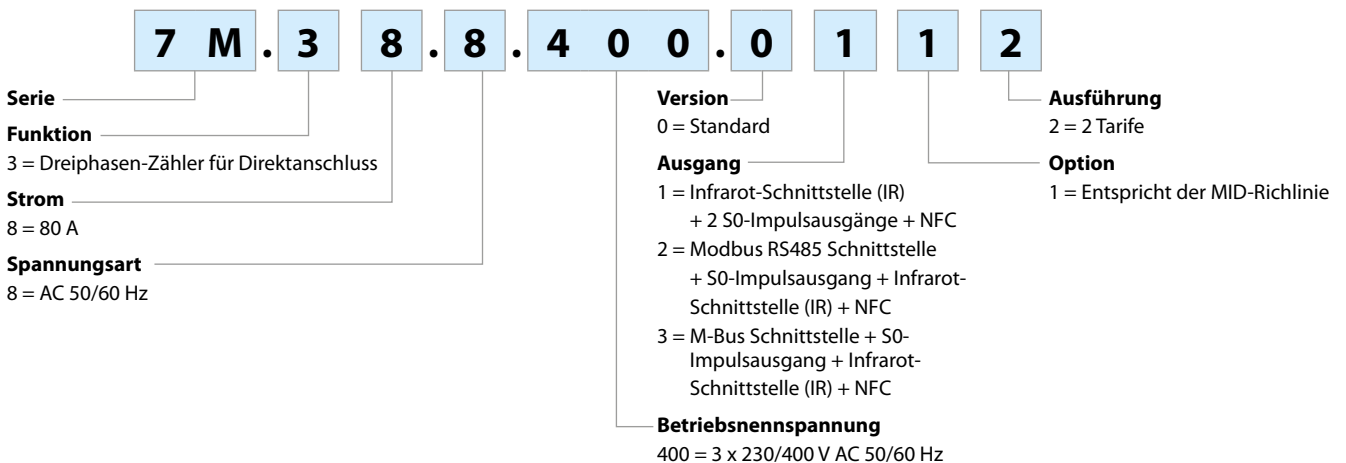 7 M . 3 8 . 8 . 4 0 0 . 0 1 1 2
Serie
Funktion
3 = Dreiphasen-Zähler für Direktanschluss
Strom
8 = 80 A
Spannungsart
8 = AC 50/60 Hz
Version
0 = Standard
Ausgang
1 = Infrarot-Schnittstelle (IR)
+ 2 S0-Impulsausgänge + NFC
2 = Modbus RS485 Schnittstelle
+ S0-Impulsausgang + Infrarot-
Schnittstelle (IR) + NFC
3 = M-Bus Schnittstelle + S0-
Impulsausgang + Infrarot-
Schnittstelle (IR) + NFC
Betriebsnennspannung
400 = 3 x 230/400 V AC 50/60 Hz
Ausführung
2 = 2 Tarife
Option
1 = Entspricht der MID-Richlinie